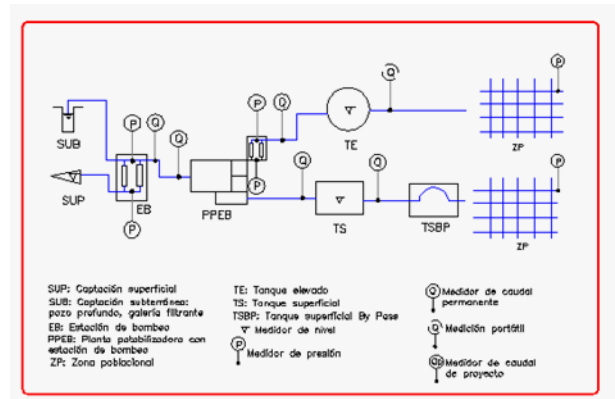 P
Q
Q
P
Q
Q
P
SUB
TE
ZP
P
Q
Q
P
SUP
EB
PPEB
P
TS
TSBP
ZP
P
SUP: Captación superficial
SUB: Captación subterránea:
pozo profundo, galería filtrante
EB: Estación de bombeo
PPEB: Planta potabilizadora con
estación de bombeo
ZP: Zona poblacional
TE: Tanque elevado
TS: Tanque superficial
TSBP: Tanque superficial By Pass
Medidor de nivel
P Medidor de presión
Q Medidor de caudal
permanente
Q Medición portátil
Medidor de caudal
de proyecto